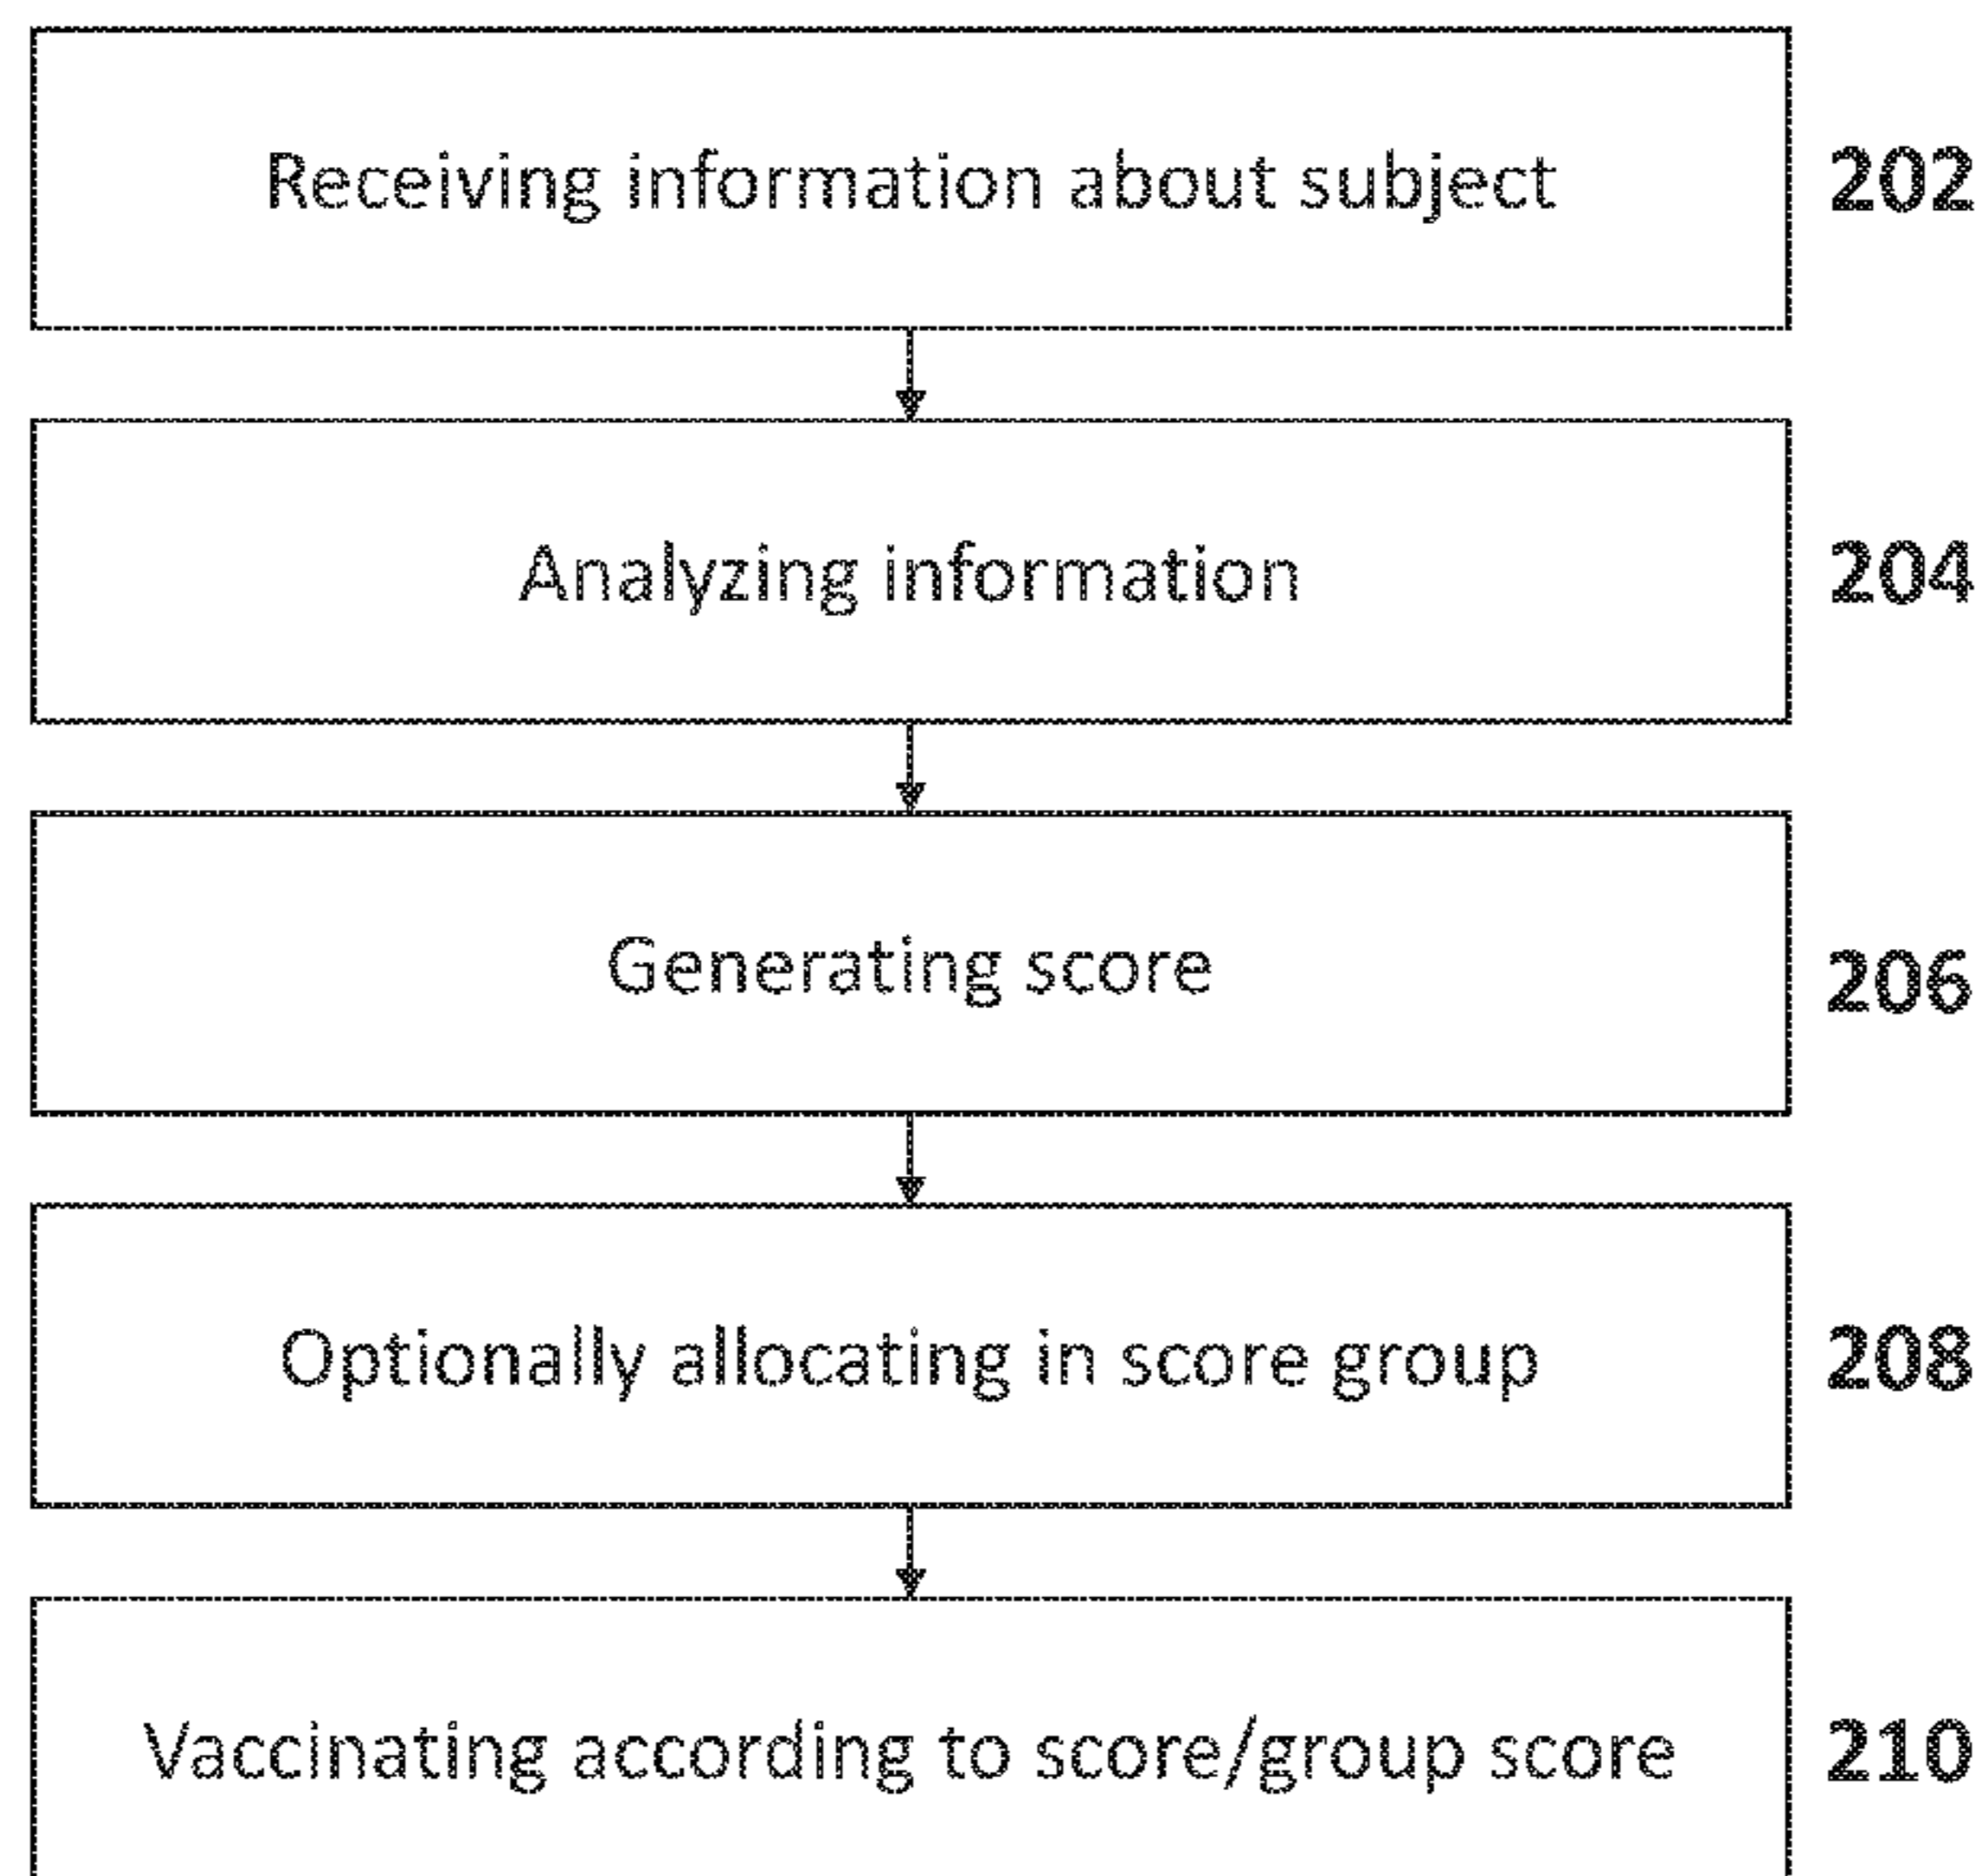 Receiving information about subject 202
Analyzing information 204
Generating score 206
Optionally allocating in score group 208
Vaccinating according to score/group score 210